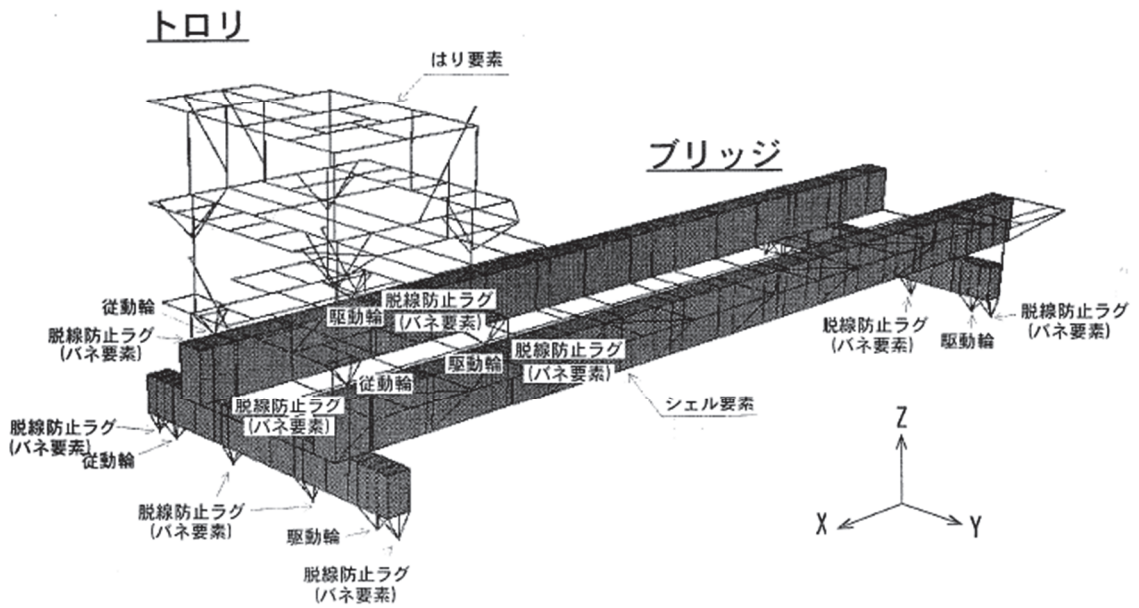 トロリ
はり要素
ブリッジ
従動輪
脱線防止ラグ
(バネ要素)
駆動輪
脱線防止ラグ
(バネ要素)
駆動輪
脱線防止ラグ
(バネ要素)
従動輪
脱線防止ラグ
(バネ要素)
脱線防止ラグ
(バネ要素)
駆動輪
脱線防止ラグ
(バネ要素)
シェル要素
脱線防止ラグ
(バネ要素)
従動輪
脱線防止ラグ
(バネ要素)
駆動輪
脱線防止ラグ
(バネ要素)
Z
X
Y